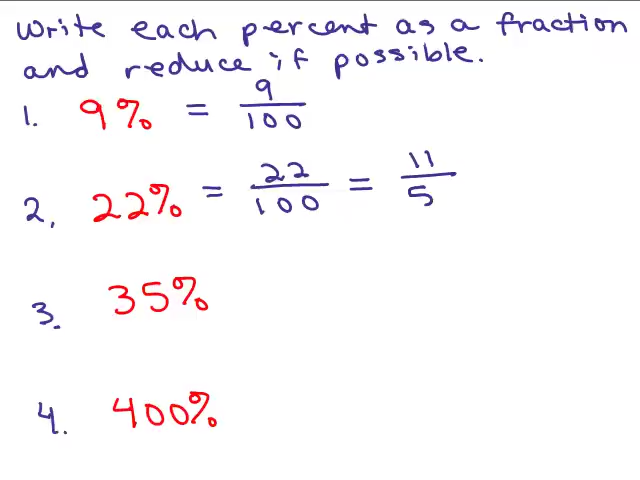 Write each percent as a fraction
and reduce if possible.
1. 9% = 9/100
2. 22% = 22/100 = 11/5
3. 35%
4. 400%